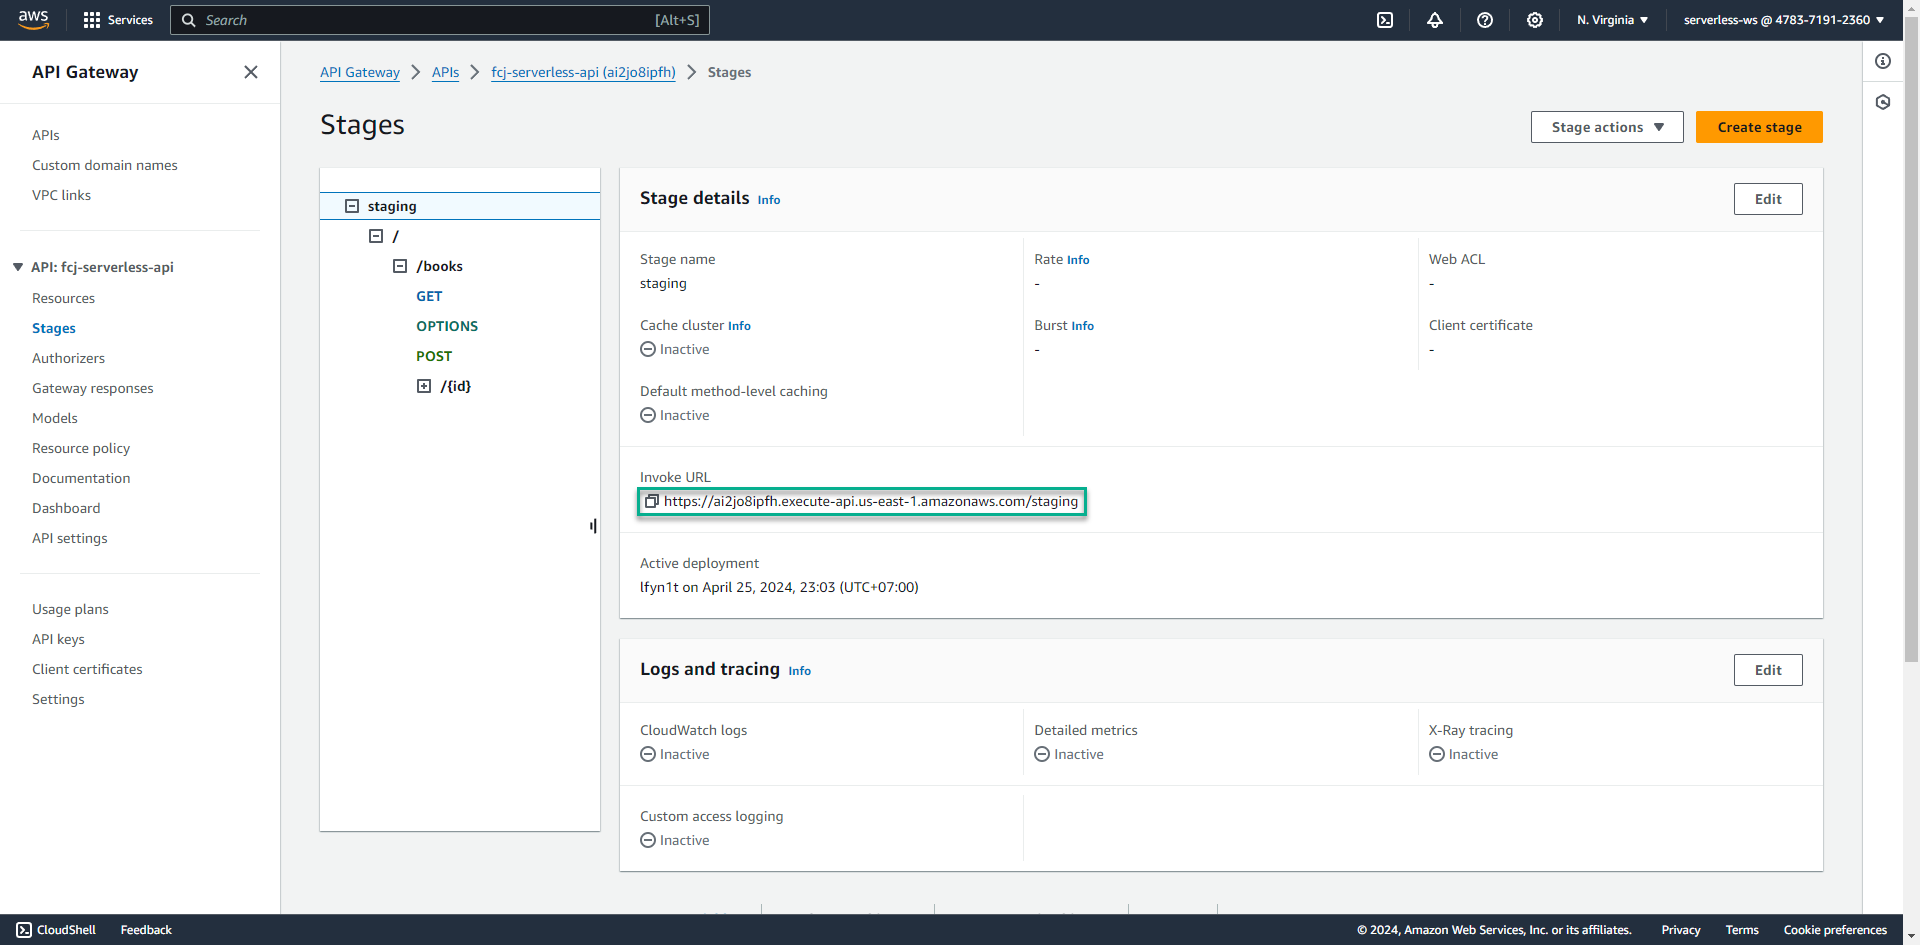 aws
Services
Search
[Alt+S]
N. Virginia
serverless-ws @ 4783-7191-2360
API Gateway
APIs
Custom domain names
VPC links
API: fcj-serverless-api
Resources
Stages
Authorizers
Gateway responses
Models
Resource policy
Documentation
Dashboard
API settings
Usage plans
API keys
Client certificates
Settings
API Gateway
APIs
fcj-serverless-api (ai2jo8ipfh)
Stages
Stages
Stage actions
Create stage
staging
/
/books
GET
OPTIONS
POST
/{id}
Stage details Info
Edit
Stage name
staging
Rate Info
-
Web ACL
-
Cache cluster Info
Inactive
Burst Info
-
Client certificate
-
Default method-level caching
Inactive
Invoke URL
https://ai2jo8ipfh.execute-api.us-east-1.amazonaws.com/staging
Active deployment
lfyn1t on April 25, 2024, 23:03 (UTC+07:00)
Logs and tracing Info
Edit
CloudWatch logs
Inactive
Detailed metrics
Inactive
X-Ray tracing
Inactive
Custom access logging
Inactive
CloudShell
Feedback
© 2024, Amazon Web Services, Inc. or its affiliates.
Privacy
Terms
Cookie preferences